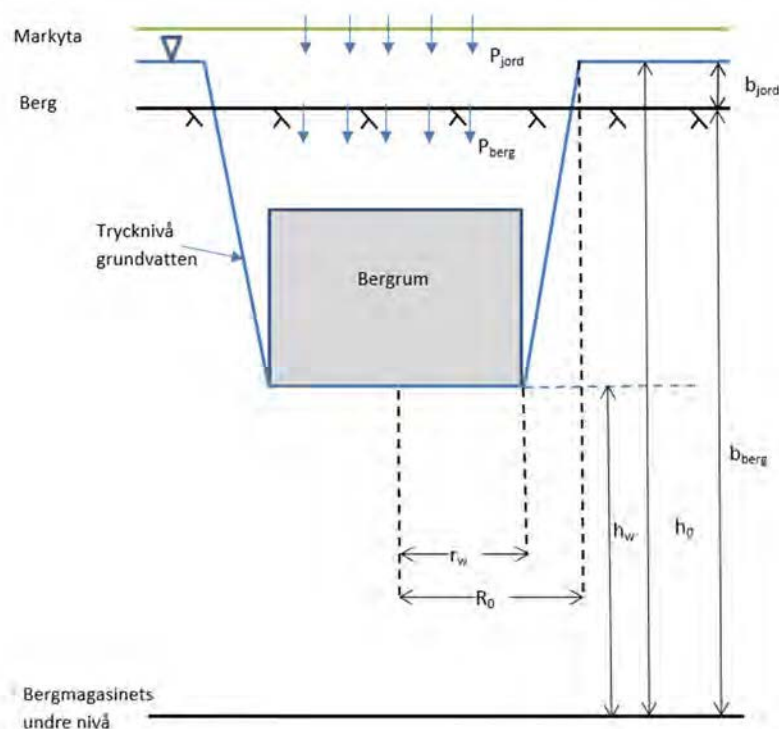 Markyta
P_jord
b_jord
Berg
P_berg
Trycknivå
grundvatten
Bergrum
b_berg
h_w
h_0
r_w
R_0
Bergmagasinets
undre nivå